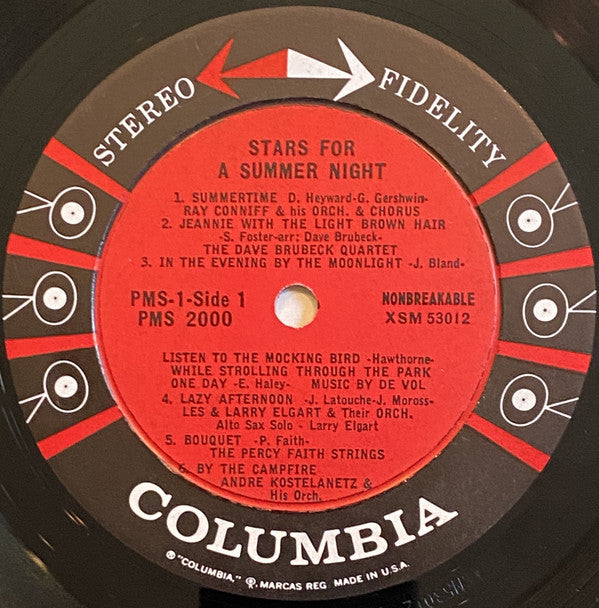 STEREO FIDELITY
STARS FOR
A SUMMER NIGHT
1. SUMMERTIME D. Heyward-G. Gershwin-
RAY CONNIFF & his ORCH. & CHORUS
2. JEANNIE WITH THE LIGHT BROWN HAIR
-S. Foster-arr: Dave Brubeck-
THE DAVE BRUBECK QUARTET
3. IN THE EVENING BY THE MOONLIGHT -J. Bland-
PMS-1-Side 1
PMS 2000
NONBREAKABLE
XSM 53012
LISTEN TO THE MOCKING BIRD -Hawthorne-
WHILE STROLLING THROUGH THE PARK
ONE DAY -E. Haley- MUSIC BY DE VOL
4. LAZY AFTERNOON -J. Latouche-J. Moross-
LES & LARRY ELGART & Their ORCH.
Alto Sax Solo - Larry Elgart
5. BOUQUET -P. Faith-
THE PERCY FAITH STRINGS
6. BY THE CAMPFIRE
ANDRE KOSTELANETZ &
His Orch.
COLUMBIA
® "COLUMBIA," ®, MARCAS REG. MADE IN U.S.A.